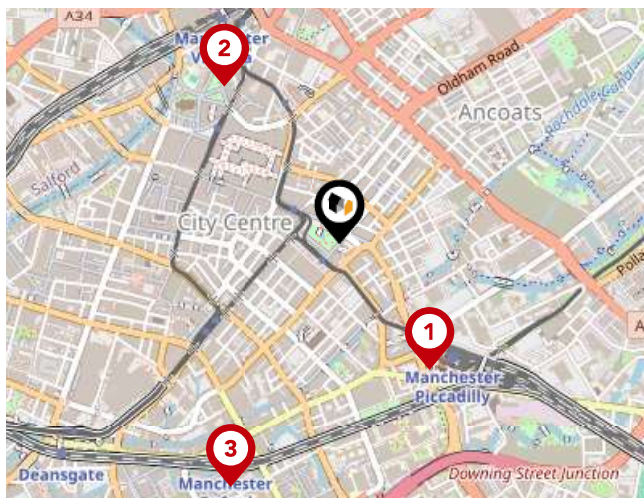 A34
Manchester
2
Oldham Road
Ancoats
Rochdale Canal
Salford
City Centre
Polla
1
A
Manchester
Piccadilly
3
Deansgate
Manchester
Downing Street Junction